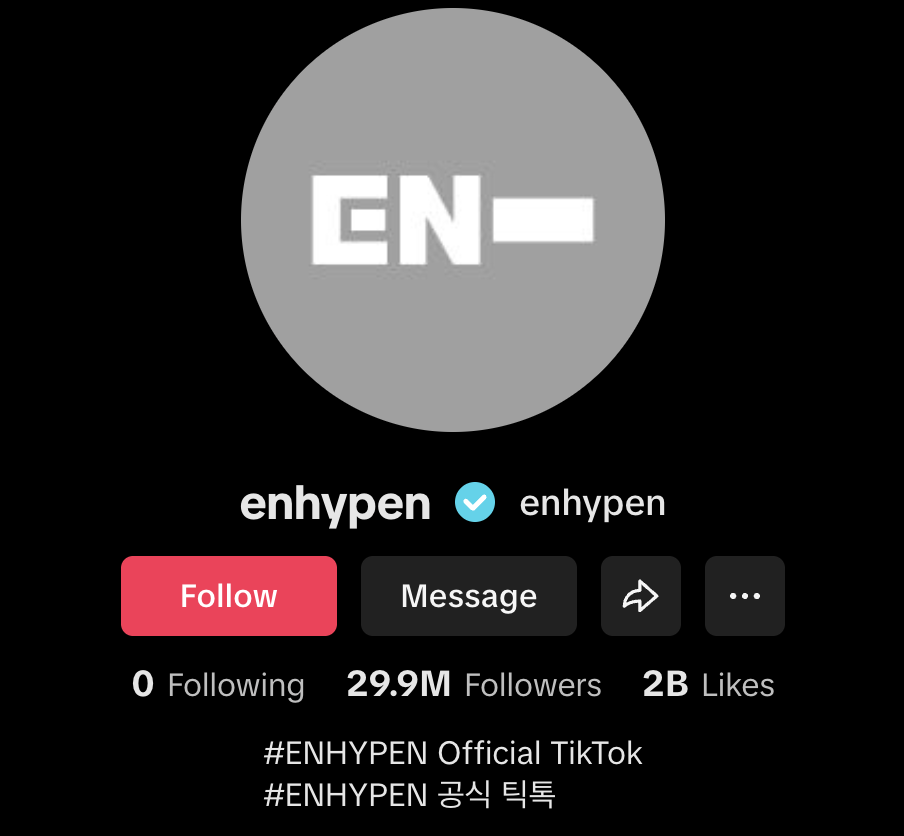 EN-
enhypen enhypen
Follow Message
0 Following 29.9M Followers 2B Likes
#ENHYPEN Official TikTok
#ENHYPEN 공식 틱톡